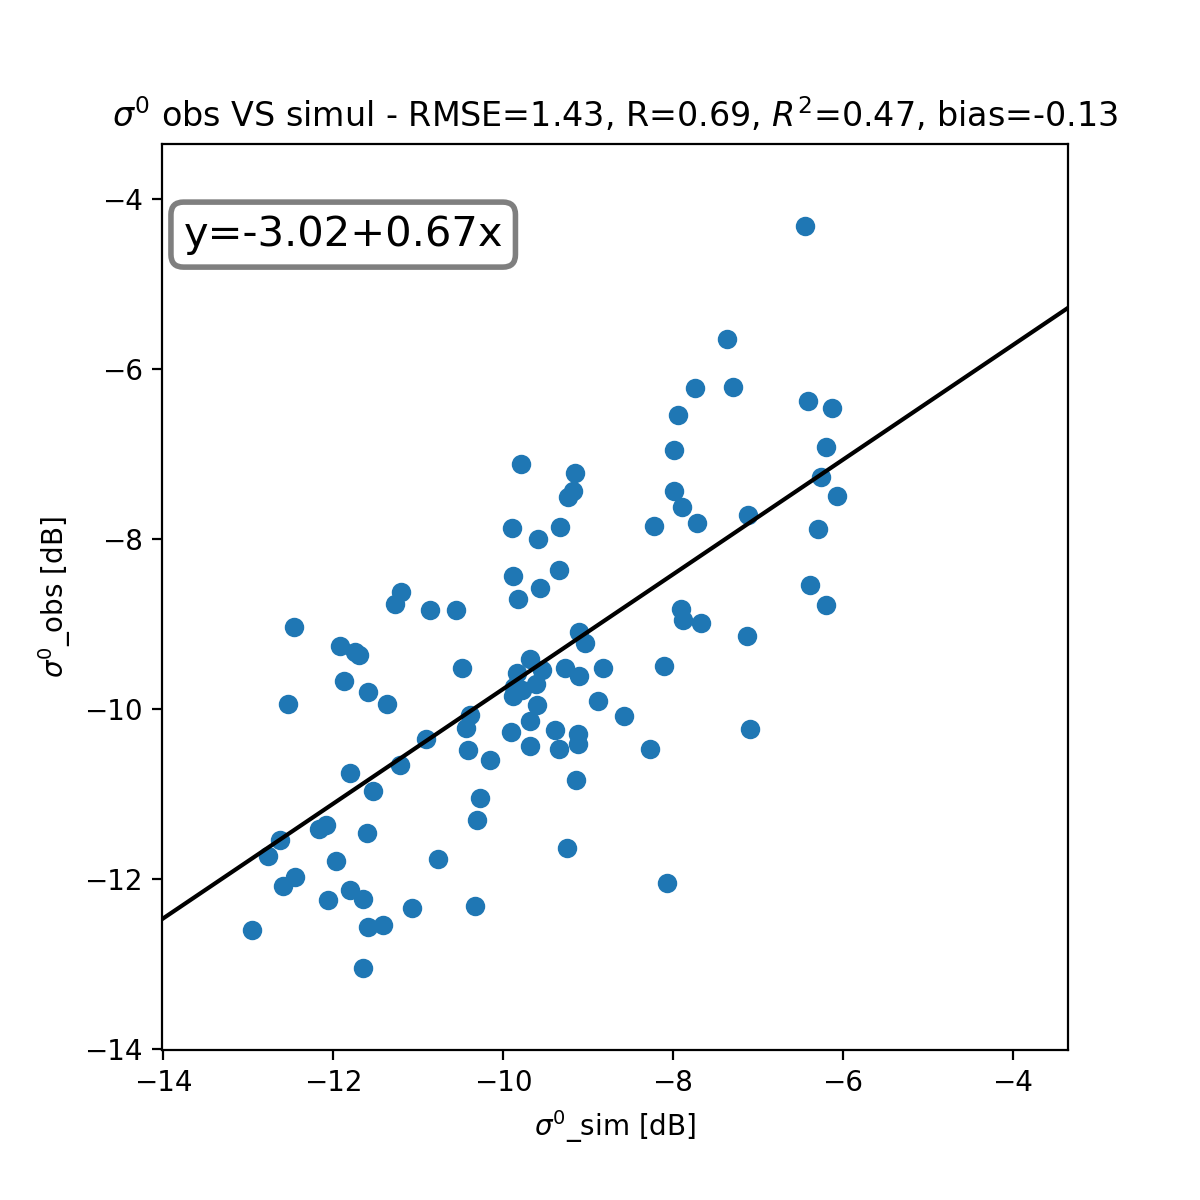 σ⁰ obs VS simul - RMSE=1.43, R=0.69, R²=0.47, bias=-0.13
y=-3.02+0.67x
−4
−6
−8
−10
−12
−14
σ⁰_obs [dB]
−14 −12 −10 −8 −6 −4
σ⁰_sim [dB]